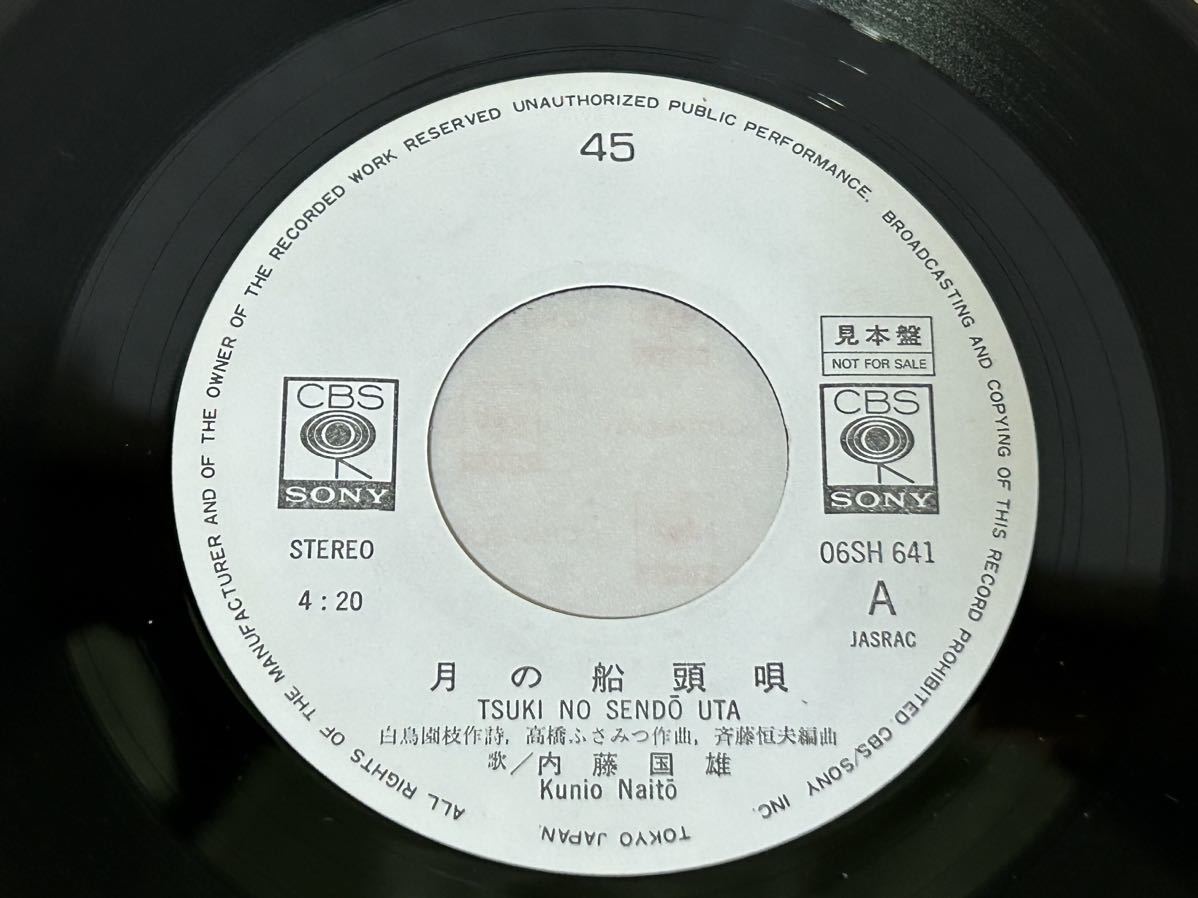 ALL RIGHTS OF THE MANUFACTURER AND OF THE OWNER OF THE RECORDED WORK RESERVED UNAUTHORIZED PUBLIC PERFORMANCE, BROADCASTING AND COPYING OF THIS RECORD PROHIBITED CBS/SONY INC. TOKYO JAPAN.
45
見本盤
NOT FOR SALE
CBS
SONY
CBS
SONY
STEREO
4:20
06SH 641
A
JASRAC
月の船頭唄
TSUKI NO SENDŌ UTA
白鳥園枝作詩, 高橋ふさみつ作曲, 斉藤恒夫編曲
歌/内藤国雄
Kunio Naitō